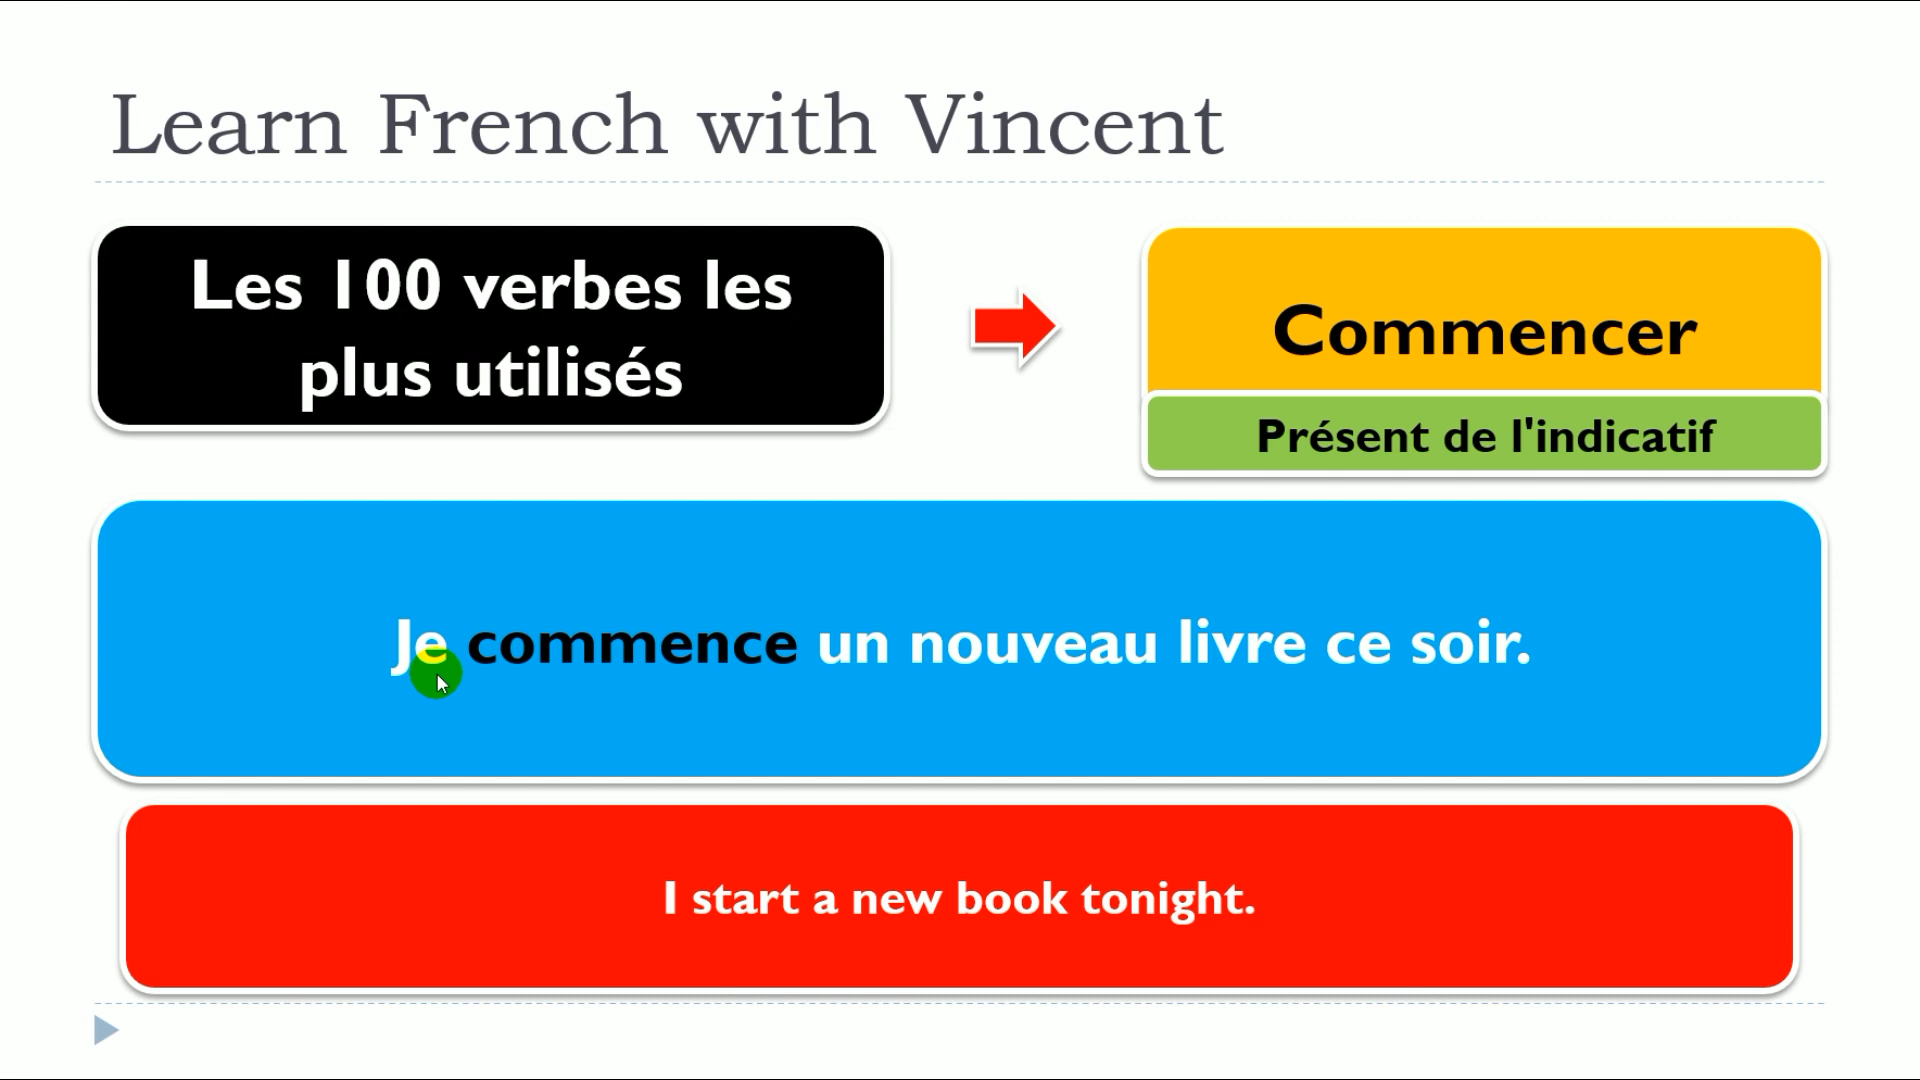 Learn French with Vincent
Les 100 verbes les
plus utilisés
Commencer
Présent de l'indicatif
Je commence un nouveau livre ce soir.
I start a new book tonight.